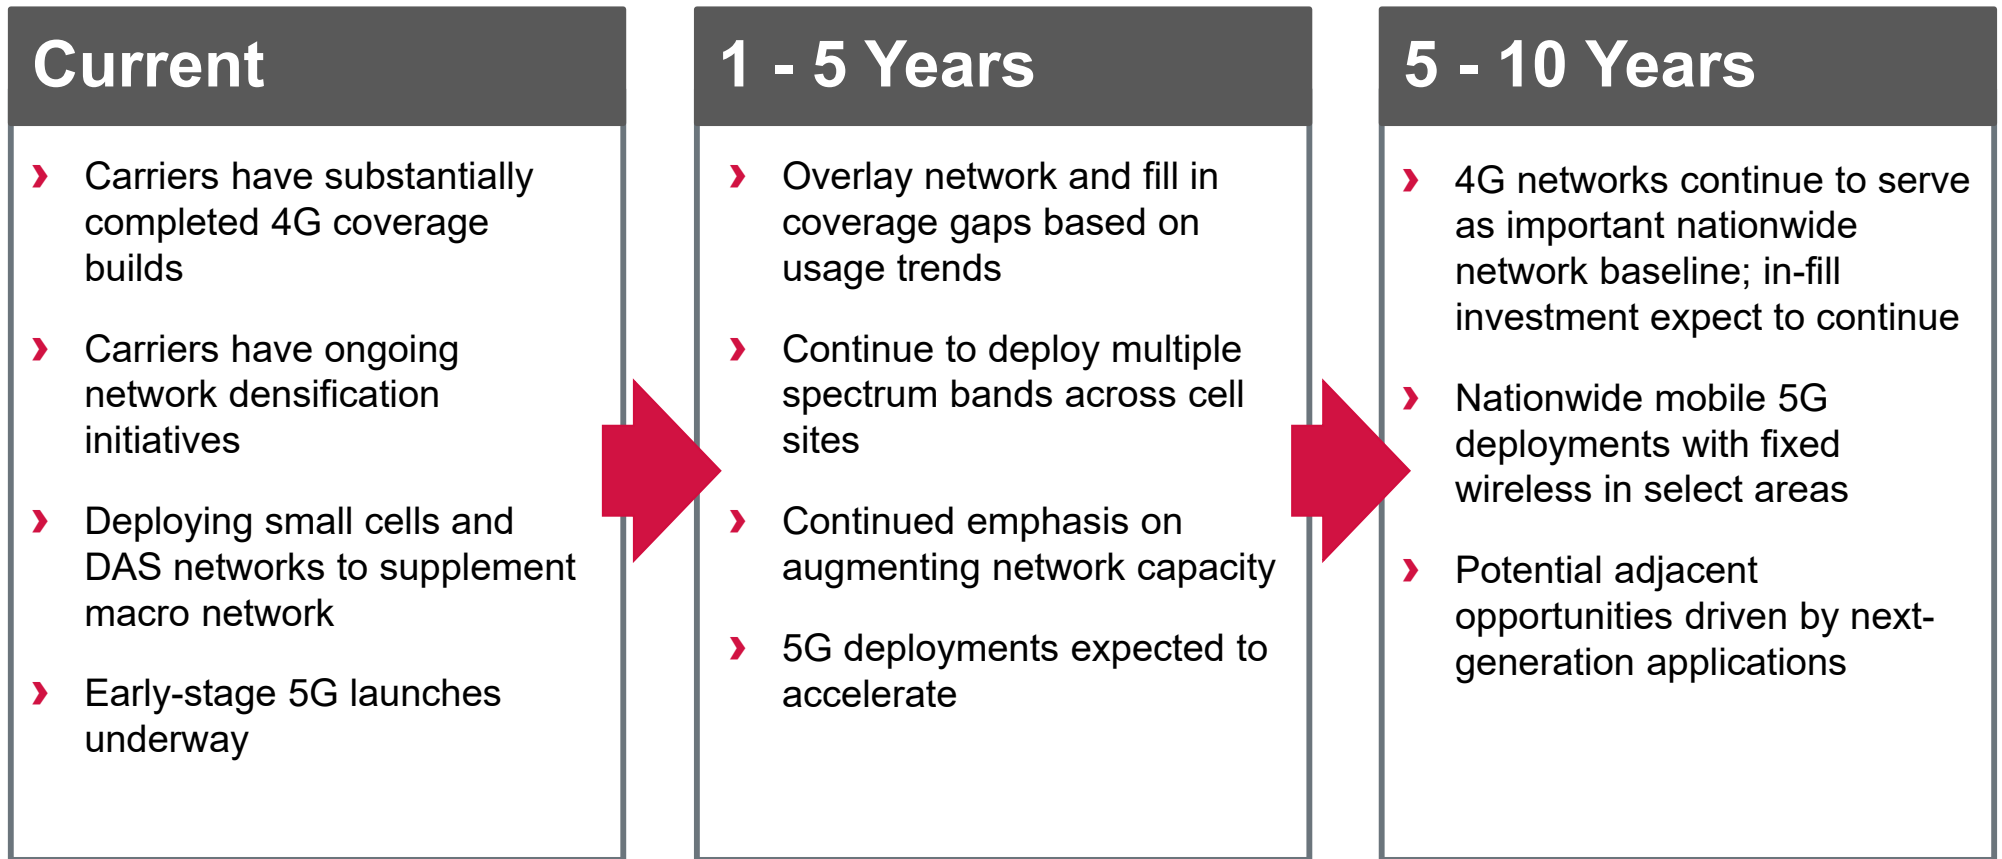 Current
Carriers have substantially
completed 4G coverage
builds
Carriers have ongoing
network densification
initiatives
Deploying small cells and
DAS networks to supplement
macro network
Early-stage 5G launches
underway
1 - 5 Years
Overlay network and fill in
coverage gaps based on
usage trends
Continue to deploy multiple
spectrum bands across cell
sites
Continued emphasis on
augmenting network capacity
5G deployments expected to
accelerate
5 - 10 Years
4G networks continue to serve
as important nationwide
network baseline; in-fill
investment expect to continue
Nationwide mobile 5G
deployments with fixed
wireless in select areas
Potential adjacent
opportunities driven by next-
generation applications